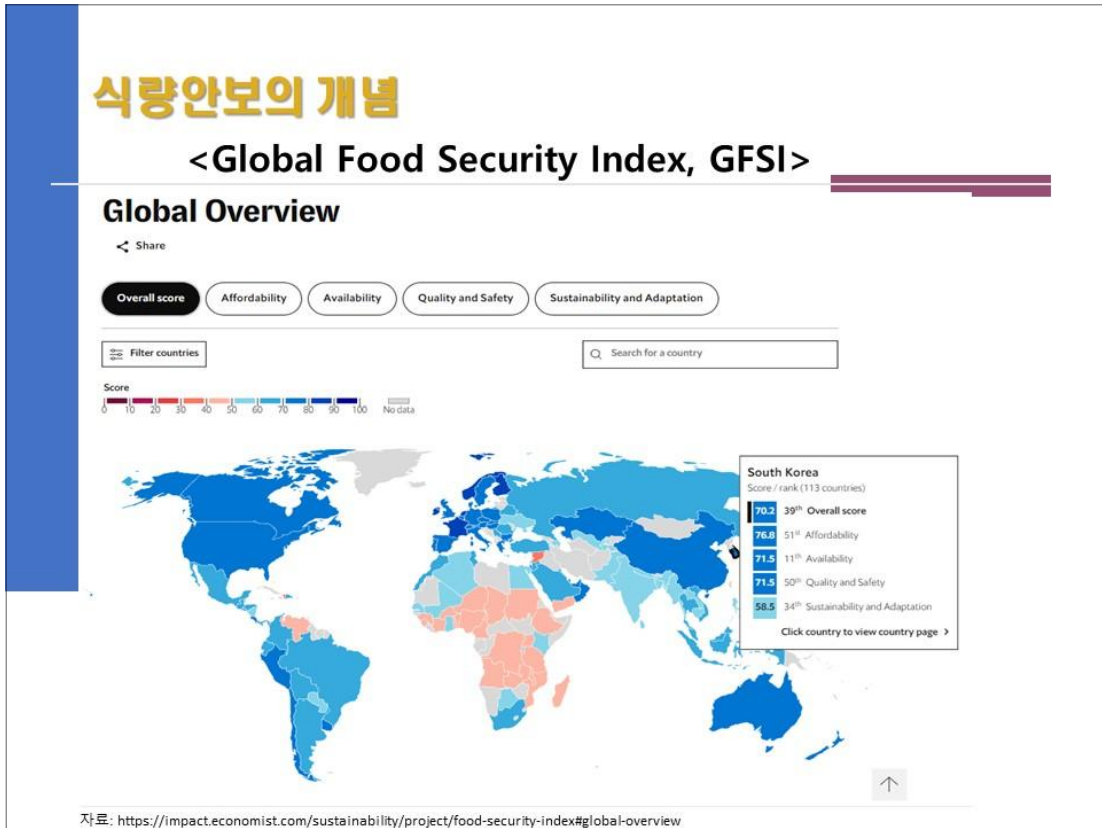 식량안보의 개념
<Global Food Security Index, GFSI>
Global Overview
Share
Overall score Affordability Availability Quality and Safety Sustainability and Adaptation
Filter countries Search for a country
Score
0 10 20 30 40 50 60 70 80 90 100 No data
South Korea
Score / rank (113 countries)
70.2 39th Overall score
76.8 51st Affordability
71.5 11th Availability
71.5 50th Quality and Safety
58.5 34th Sustainability and Adaptation
Click country to view country page >
자료: https://impact.economist.com/sustainability/project/food-security-index#global-overview